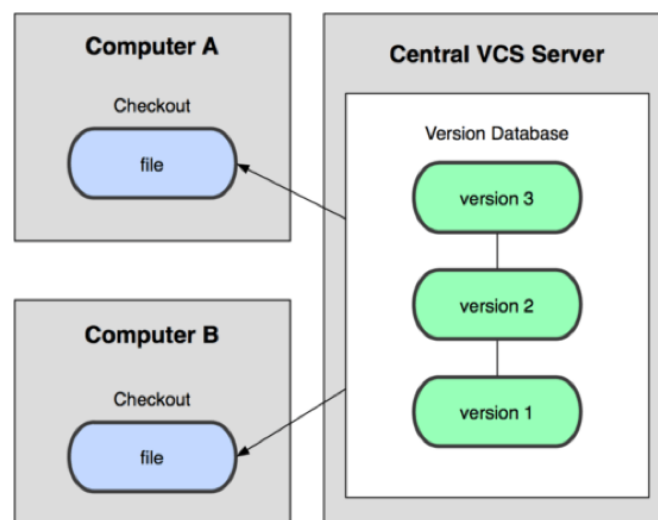 Computer A
Checkout
file
Computer B
Checkout
file
Central VCS Server
Version Database
version 3
version 2
version 1